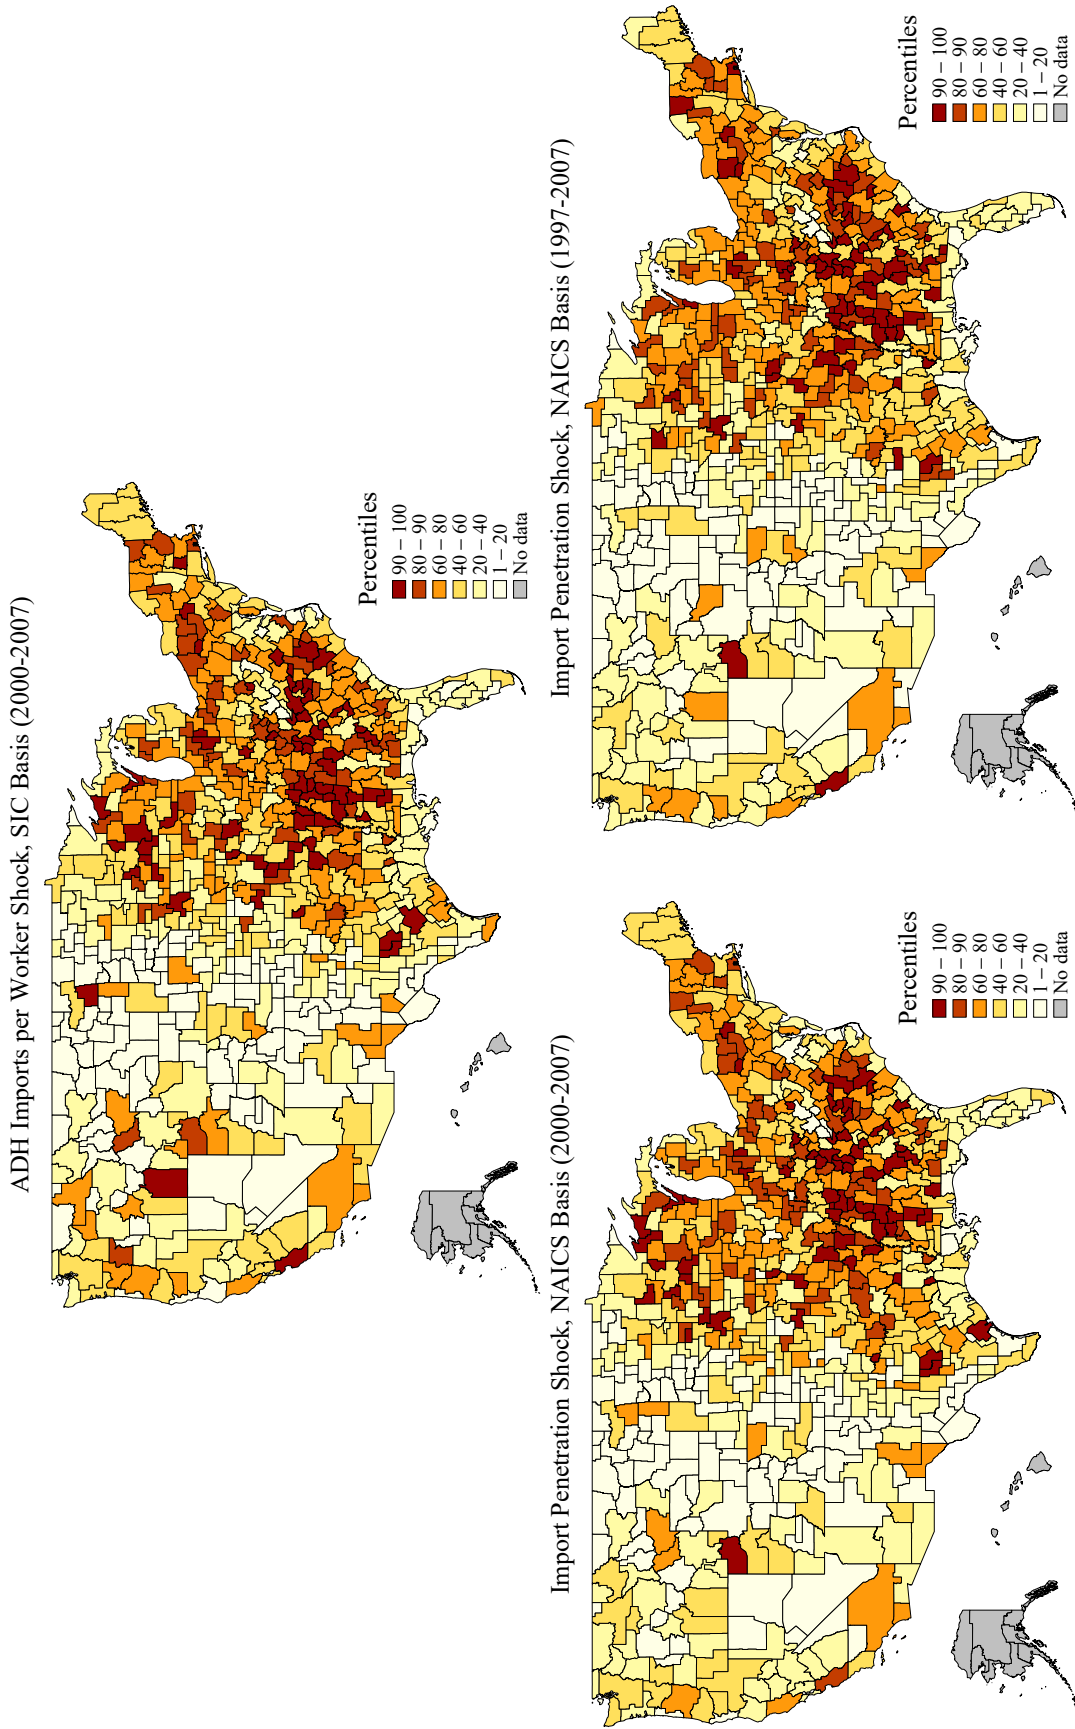 ADH Imports per Worker Shock, SIC Basis (2000-2007)
Percentiles
90 – 100
80 – 90
60 – 80
40 – 60
20 – 40
1 – 20
No data
Import Penetration Shock, NAICS Basis (2000-2007)
Percentiles
90 – 100
80 – 90
60 – 80
40 – 60
20 – 40
1 – 20
No data
Import Penetration Shock, NAICS Basis (1997-2007)
Percentiles
90 – 100
80 – 90
60 – 80
40 – 60
20 – 40
1 – 20
No data